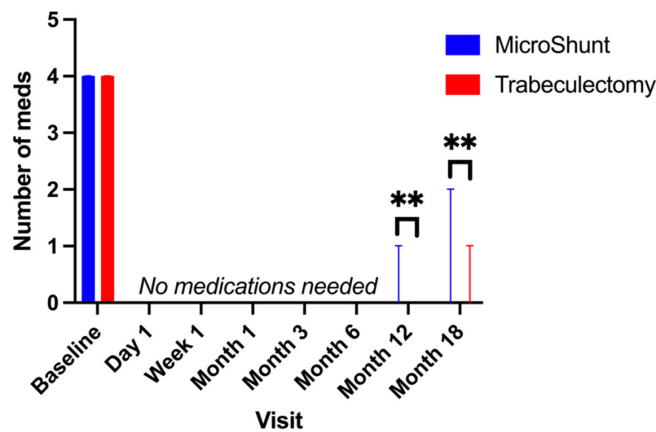 5
4
3
2
1
0
Number of meds
MicroShunt
Trabeculectomy
**
**
No medications needed
Baseline
Day 1
Week 1
Month 1
Month 3
Month 6
Month 12
Month 18
Visit